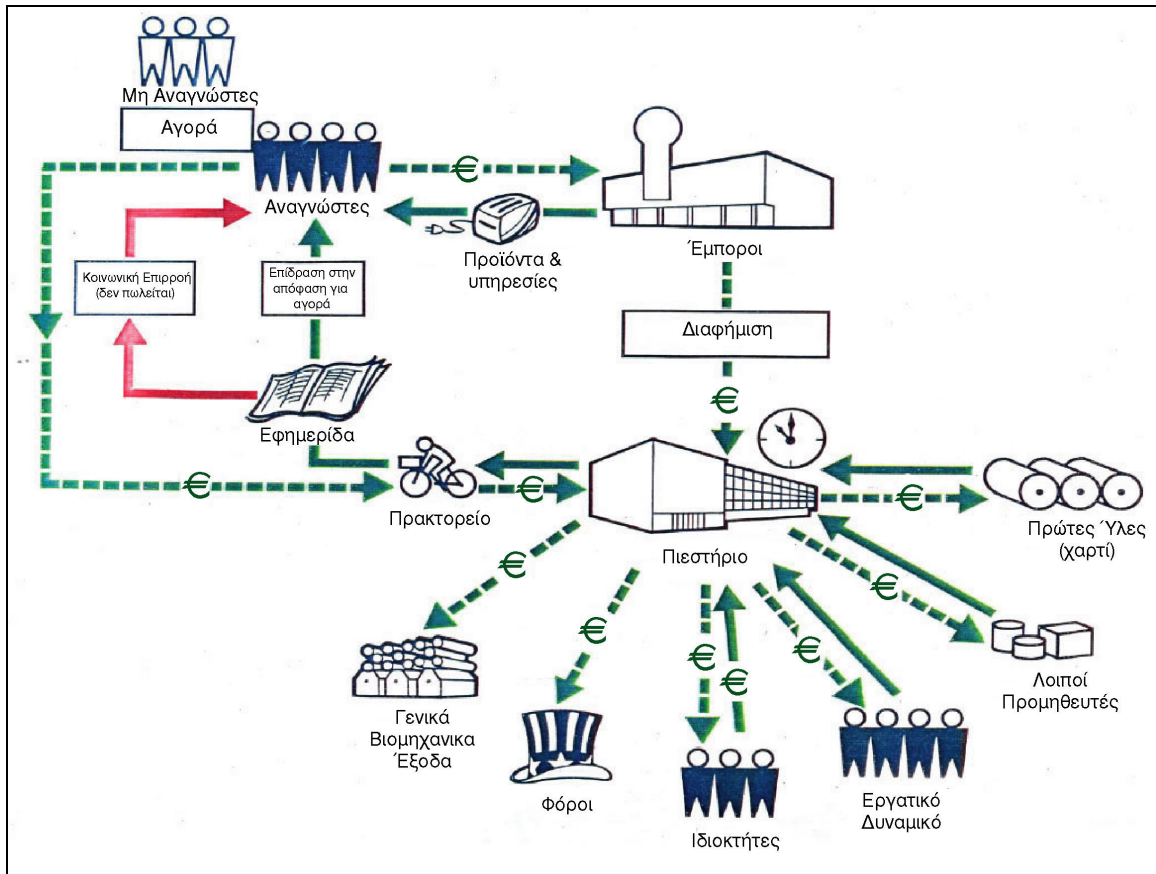 Μη Αναγνώστες
Αγορά
€
Αναγνώστες
Προϊόντα &
υπηρεσίες
Έμποροι
Κοινωνική Επιρροή
(δεν πωλείται)
Επίδραση στην
απόφαση για
αγορά
Διαφήμιση
€
Εφημερίδα
€
Πρακτορείο
€
Πιεστήριο
€
Πρώτες Ύλες
(χαρτί)
€
€
€
€
€
€
Λοιποί
Προμηθευτές
Γενικά
Βιομηχανικα
Έξοδα
Φόροι
Ιδιοκτήτες
Εργατικό
Δυναμικό